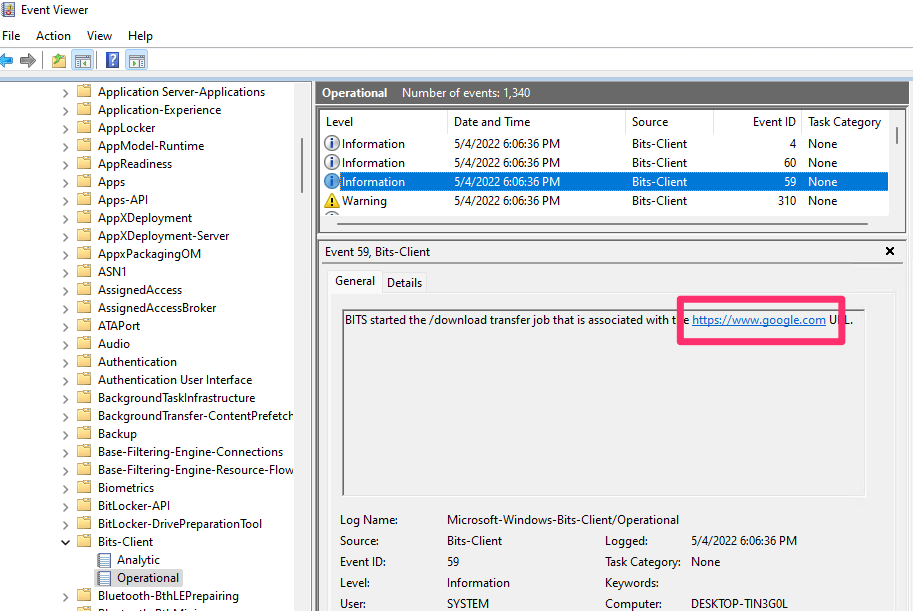 Event Viewer
File Action View Help
Application Server-Applications
Application-Experience
AppLocker
AppModel-Runtime
AppReadiness
Apps
Apps-API
AppXDeployment
AppXDeployment-Server
AppxPackagingOM
ASN1
AssignedAccess
AssignedAccessBroker
ATAPort
Audio
Authentication
Authentication User Interface
BackgroundTaskInfrastructure
BackgroundTransfer-ContentPrefetch
Backup
Base-Filtering-Engine-Connections
Base-Filtering-Engine-Resource-Flow
Biometrics
BitLocker-API
BitLocker-DrivePreparationTool
Bits-Client
Analytic
Operational
Bluetooth-BthLEPrepairing
Operational Number of events: 1,340
Level Date and Time Source Event ID Task Category
Information 5/4/2022 6:06:36 PM Bits-Client 4 None
Information 5/4/2022 6:06:36 PM Bits-Client 60 None
Information 5/4/2022 6:06:36 PM Bits-Client 59 None
Warning 5/4/2022 6:06:36 PM Bits-Client 310 None
Event 59, Bits-Client
General Details
BITS started the /download transfer job that is associated with the https://www.google.com URL.
Log Name: Microsoft-Windows-Bits-Client/Operational
Source: Bits-Client Logged: 5/4/2022 6:06:36 PM
Event ID: 59 Task Category: None
Level: Information Keywords:
User: SYSTEM Computer: DESKTOP-TIN3G0L